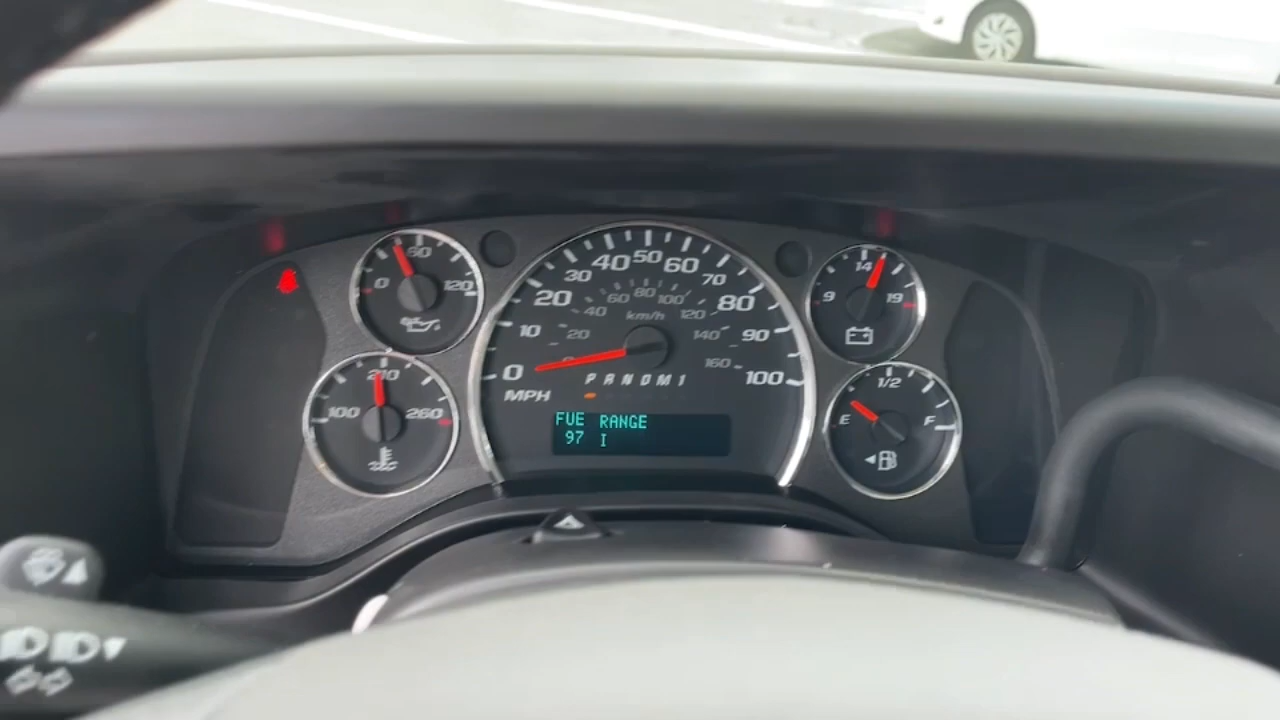 0 60 120
100 210 260
0 10 20 30 40 50 60 70 80 90 100
20 40 60 80 100 120 140 160
km/h
MPH
P R N D M 1
FUE RANGE
97 I
9 14 19
E 1/2 F